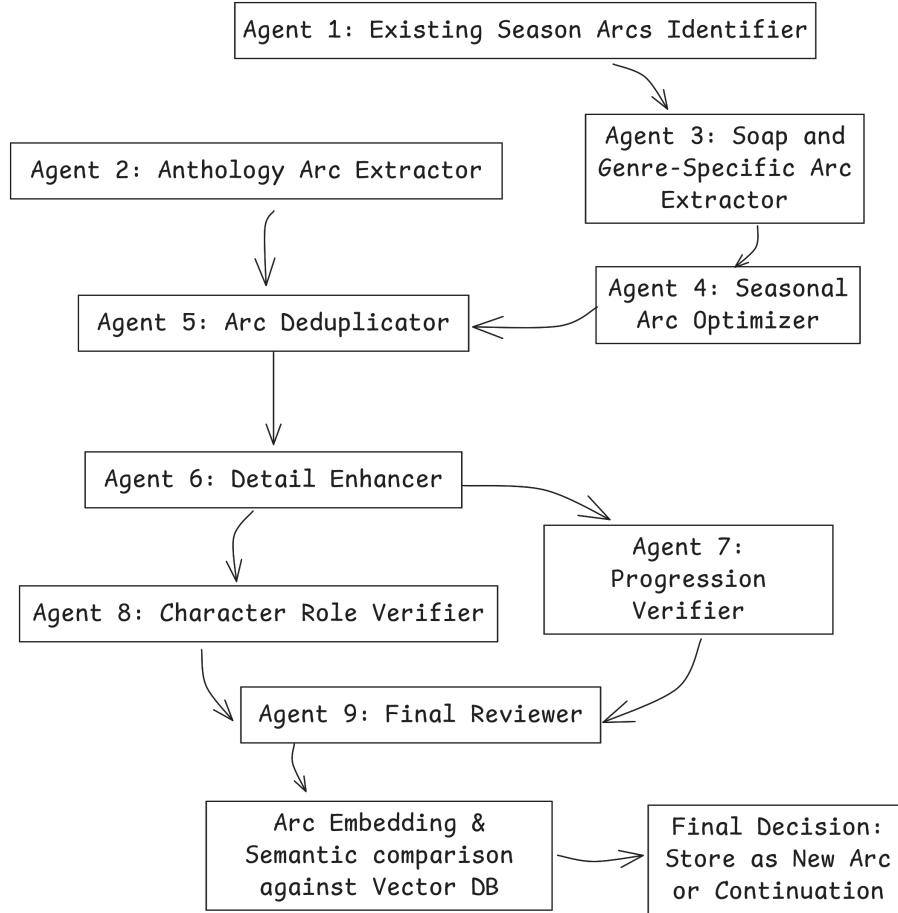 Agent 1: Existing Season Arcs Identifier
Agent 2: Anthology Arc Extractor
Agent 3: Soap and
Genre-Specific Arc
Extractor
Agent 4: Seasonal
Arc Optimizer
Agent 5: Arc Deduplicator
Agent 6: Detail Enhancer
Agent 7:
Progression
Verifier
Agent 8: Character Role Verifier
Agent 9: Final Reviewer
Arc Embedding &
Semantic comparison
against Vector DB
Final Decision:
Store as New Arc
or Continuation